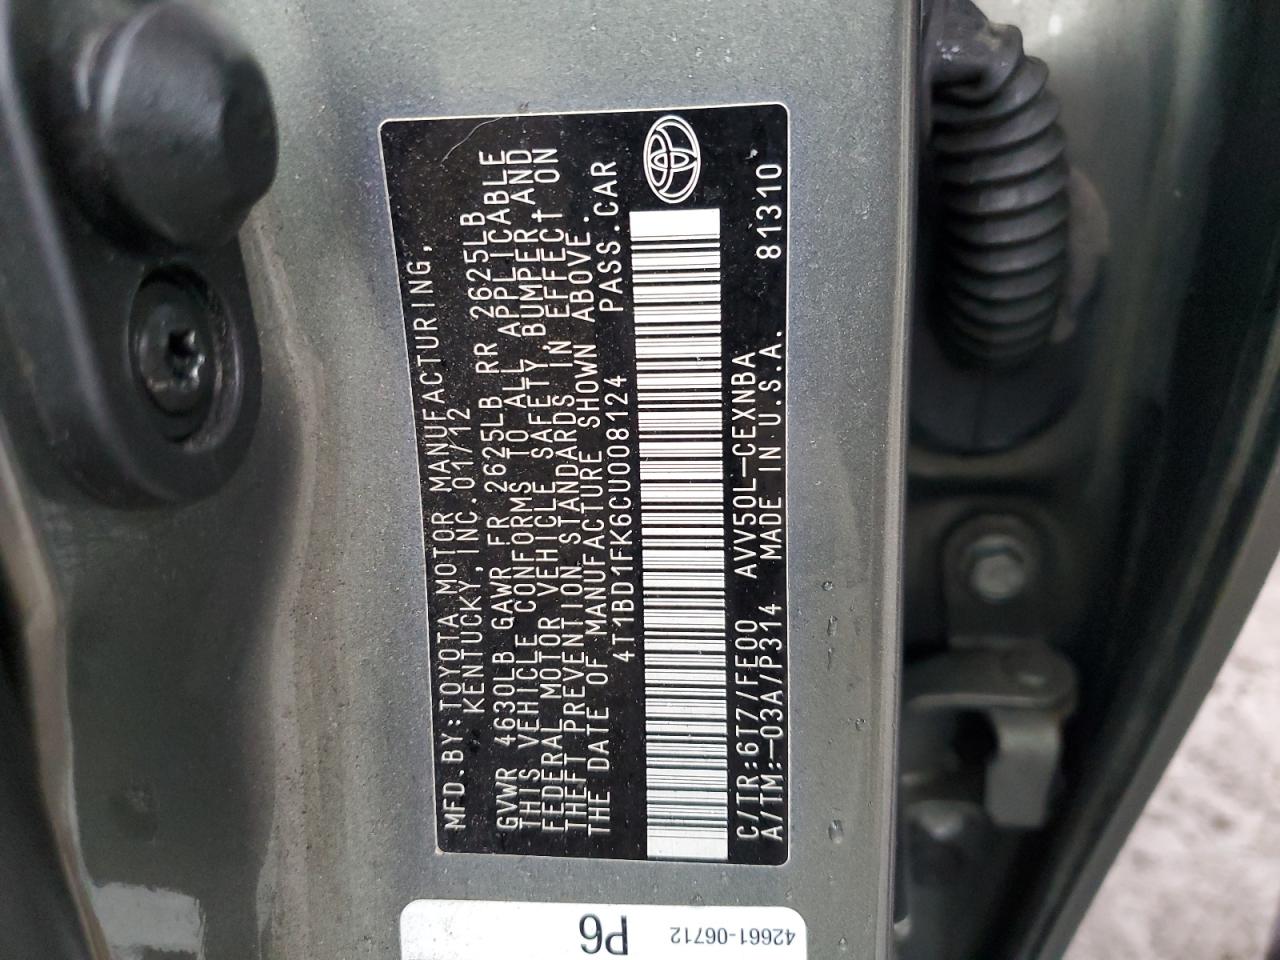 MFD.BY:TOYOTA MOTOR MANUFACTURING,
KENTUCKY, INC.01/12
GVWR 4630LB GAWR FR 2625LB RR 2625LB
THIS VEHICLE CONFORMS TO ALL APPLICABLE
FEDERAL MOTOR VEHICLE SAFETY,BUMPER,AND
THEFT PREVENTION STANDARDS IN EFFECT ON
THE DATE OF MANUFACTURE SHOWN ABOVE.
4T1BD1FK6CU008124 PASS.CAR
C/TR:6T7/FE00 AVV50L-CEXNBA
A/TM:-03A/P314 MADE IN U.S.A. 81310
P6
42661-06712